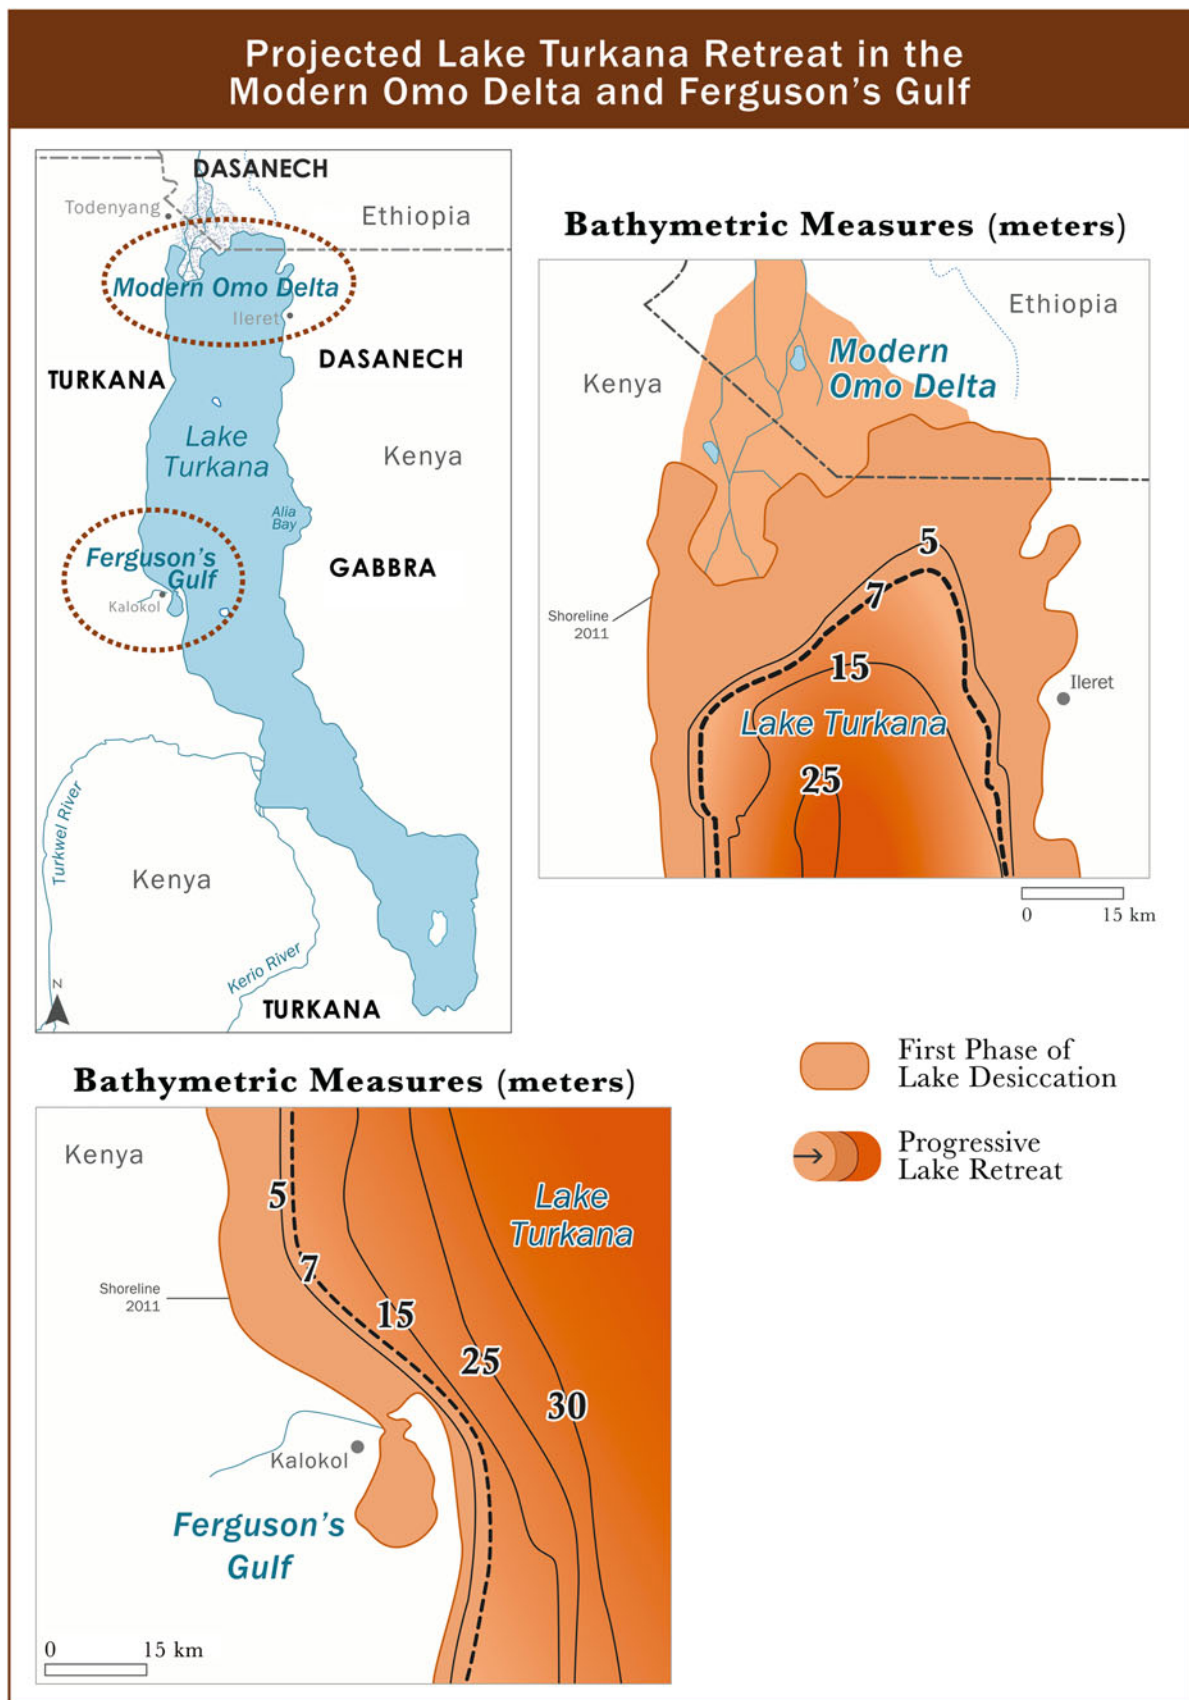 Projected Lake Turkana Retreat in the
Modern Omo Delta and Ferguson's Gulf
DASANECH
Todenyang
Ethiopia
Modern Omo Delta
Ileret
DASANECH
TURKANA
Lake
Turkana
Kenya
Alia
Bay
Ferguson's
Gulf
GABBRA
Kalokol
Turkwel River
Kenya
Kerio River
N
TURKANA
Bathymetric Measures (meters)
Ethiopia
Modern
Omo Delta
Kenya
5
7
Shoreline
2011
15
Ileret
Lake Turkana
25
0 15 km
First Phase of
Lake Desiccation
Progressive
Lake Retreat
Bathymetric Measures (meters)
Kenya
5
Lake
Turkana
7
Shoreline
2011
15
25
30
Kalokol
Ferguson's
Gulf
0 15 km